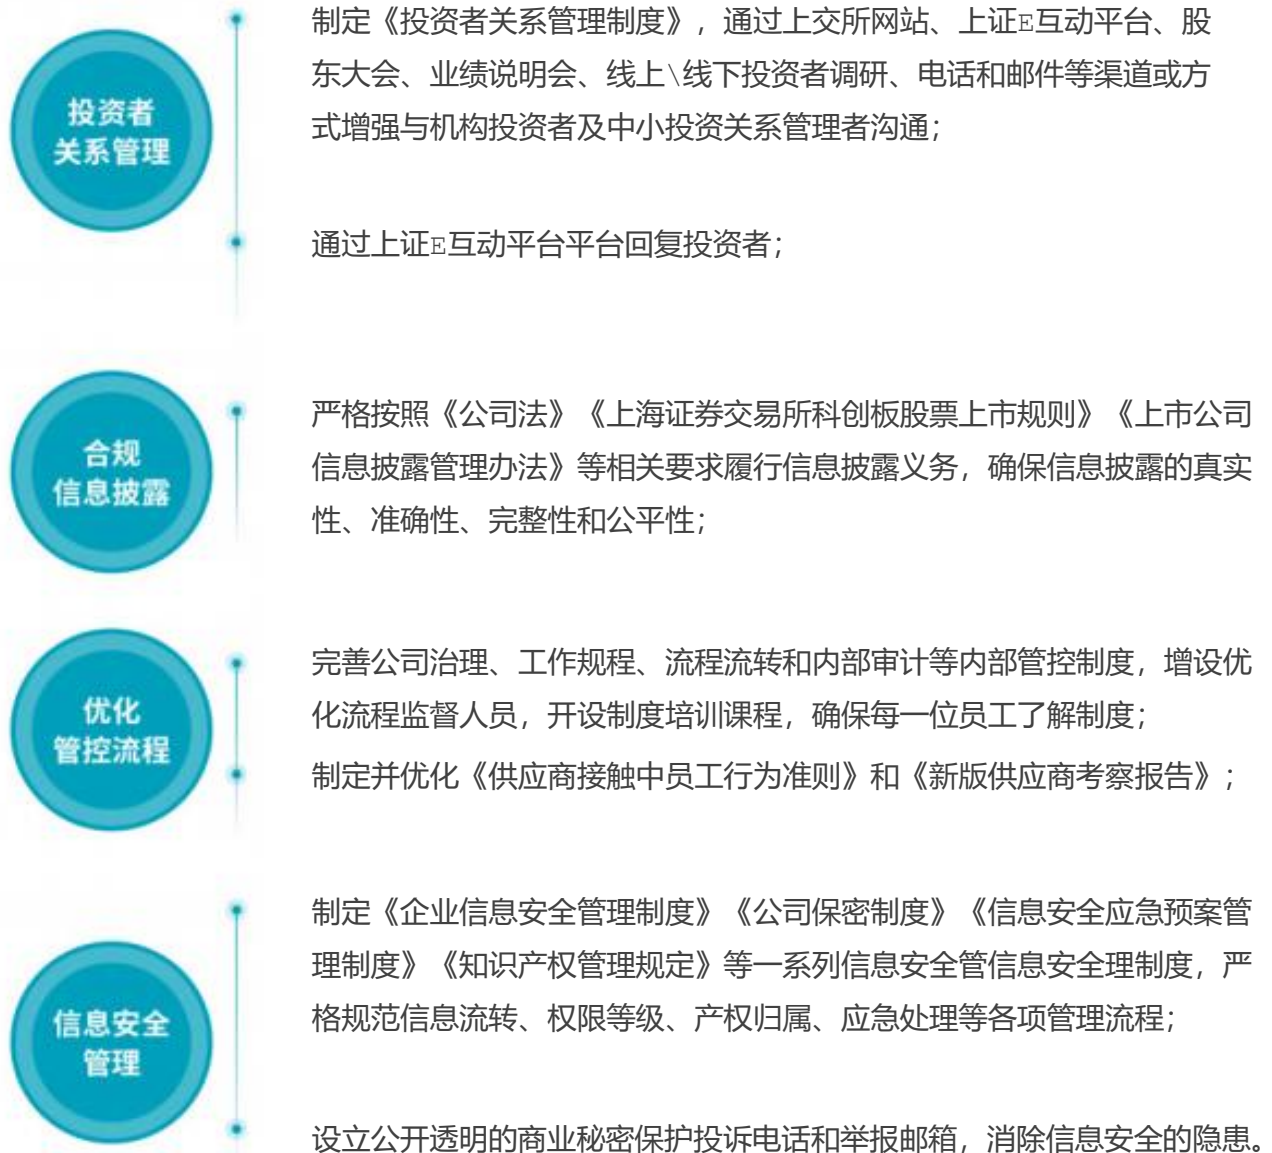 投资者
关系管理
制定《投资者关系管理制度》，通过上交所网站、上证E互动平台、股
东大会、业绩说明会、线上\线下投资者调研、电话和邮件等渠道或方
式增强与机构投资者及中小投资关系管理者沟通；
通过上证E互动平台平台回复投资者；
合规
信息披露
严格按照《公司法》《上海证券交易所科创板股票上市规则》《上市公司
信息披露管理办法》等相关要求履行信息披露义务，确保信息披露的真实
性、准确性、完整性和公平性；
优化
管控流程
完善公司治理、工作规程、流程流转和内部审计等内部管控制度，增设优
化流程监督人员，开设制度培训课程，确保每一位员工了解制度；
制定并优化《供应商接触中员工行为准则》和《新版供应商考察报告》；
信息安全
管理
制定《企业信息安全管理制度》《公司保密制度》《信息安全应急预案管
理制度》《知识产权管理规定》等一系列信息安全管信息安全理制度，严
格规范信息流转、权限等级、产权归属、应急处理等各项管理流程；
设立公开透明的商业秘密保护投诉电话和举报邮箱，消除信息安全的隐患。